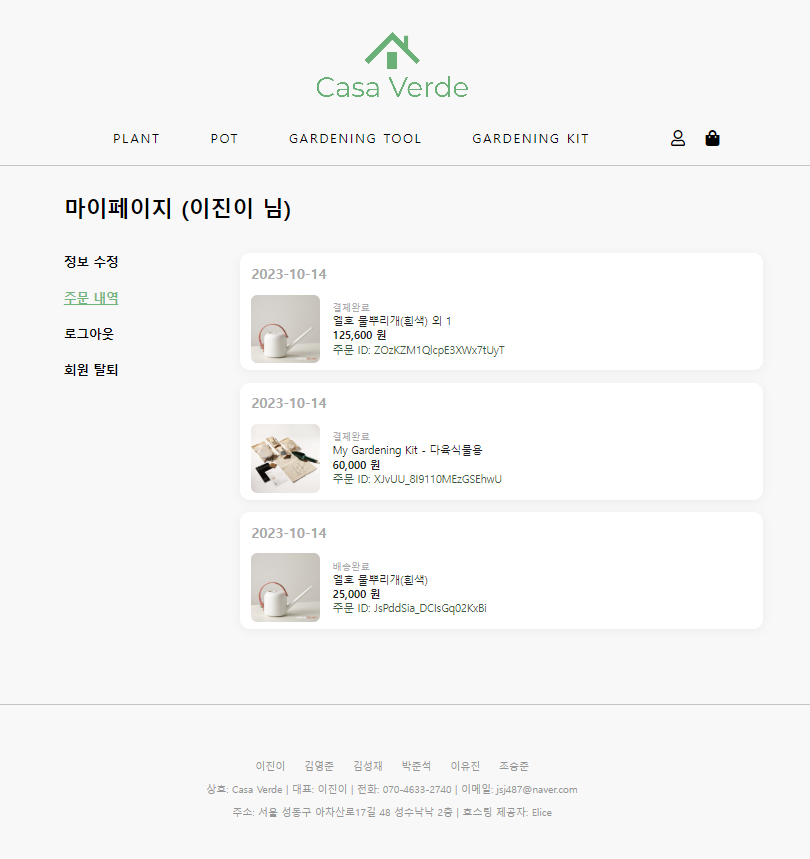 Casa Verde
PLANT POT GARDENING TOOL GARDENING KIT
마이페이지 (이진이 님)
정보 수정
주문 내역
로그아웃
회원 탈퇴
2023-10-14
결제완료
엘호 물뿌리개(흰색) 외 1
125,600 원
주문 ID: ZOzKZM1QlcpE3XWx7tUyT
2023-10-14
결제완료
My Gardening Kit - 다육식물용
60,000 원
주문 ID: XJvUU_8I9110MEzGSEhwU
2023-10-14
배송완료
엘호 물뿌리개(흰색)
25,000 원
주문 ID: JsPddSia_DCIsGq02KxBi
이진이 김영준 김성재 박준석 이유진 조승준
상호: Casa Verde | 대표: 이진이 | 전화: 070-4633-2740 | 이메일: jsj487@naver.com
주소: 서울 성동구 아차산로17길 48 성수낙낙 2층 | 호스팅 제공자: Elice